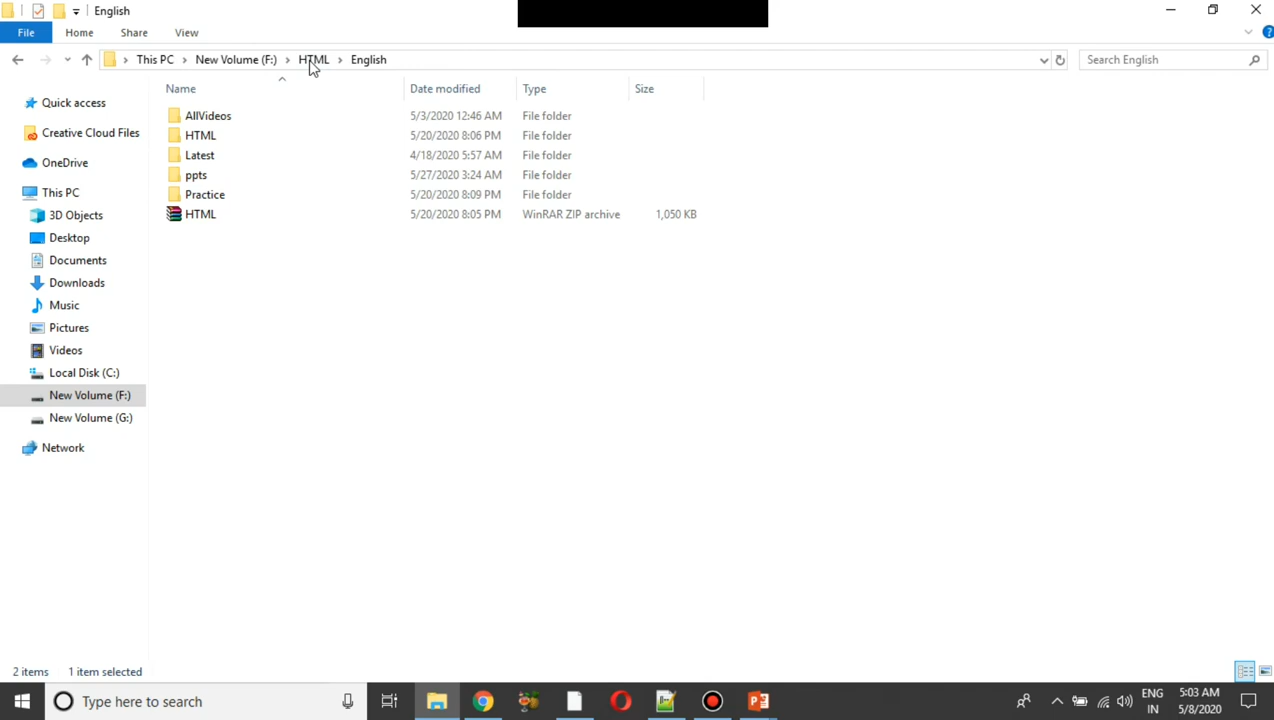 English
File Home Share View
This PC New Volume (F:) HTML English Search English
Name Date modified Type Size
Quick access
Creative Cloud Files
OneDrive
This PC
3D Objects
Desktop
Documents
Downloads
Music
Pictures
Videos
Local Disk (C:)
New Volume (F:)
New Volume (G:)
Network
AllVideos 5/3/2020 12:46 AM File folder
HTML 5/20/2020 8:06 PM File folder
Latest 4/18/2020 5:57 AM File folder
ppts 5/27/2020 3:24 AM File folder
Practice 5/20/2020 8:09 PM File folder
HTML 5/20/2020 8:05 PM WinRAR ZIP archive 1,050 KB
2 items 1 item selected
Type here to search
ENG 5:03 AM
IN 5/8/2020